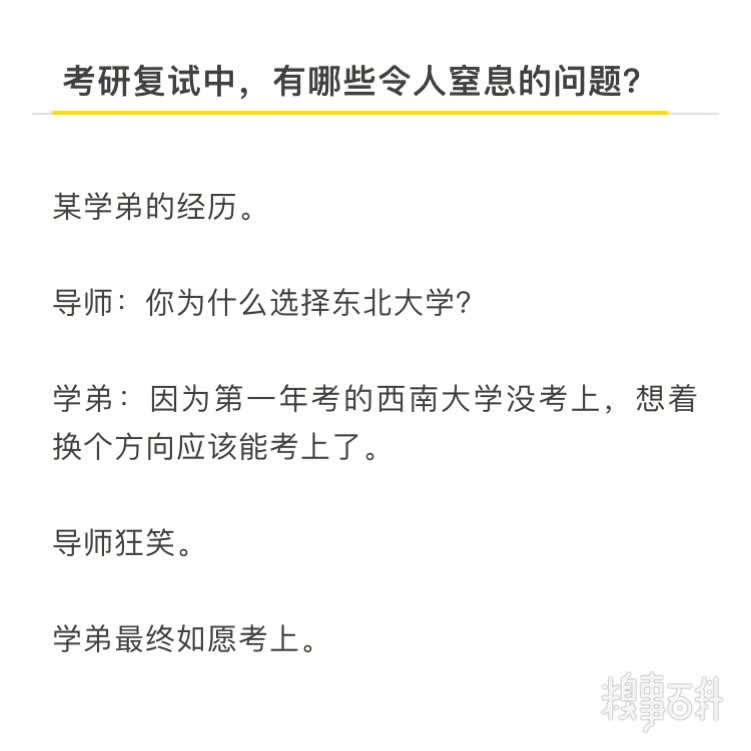 考研复试中，有哪些令人窒息的问题？
某学弟的经历。
导师：你为什么选择东北大学？
学弟：因为第一年考的西南大学没考上，想着
换个方向应该能考上了。
导师狂笑。
学弟最终如愿考上。
糗事百科